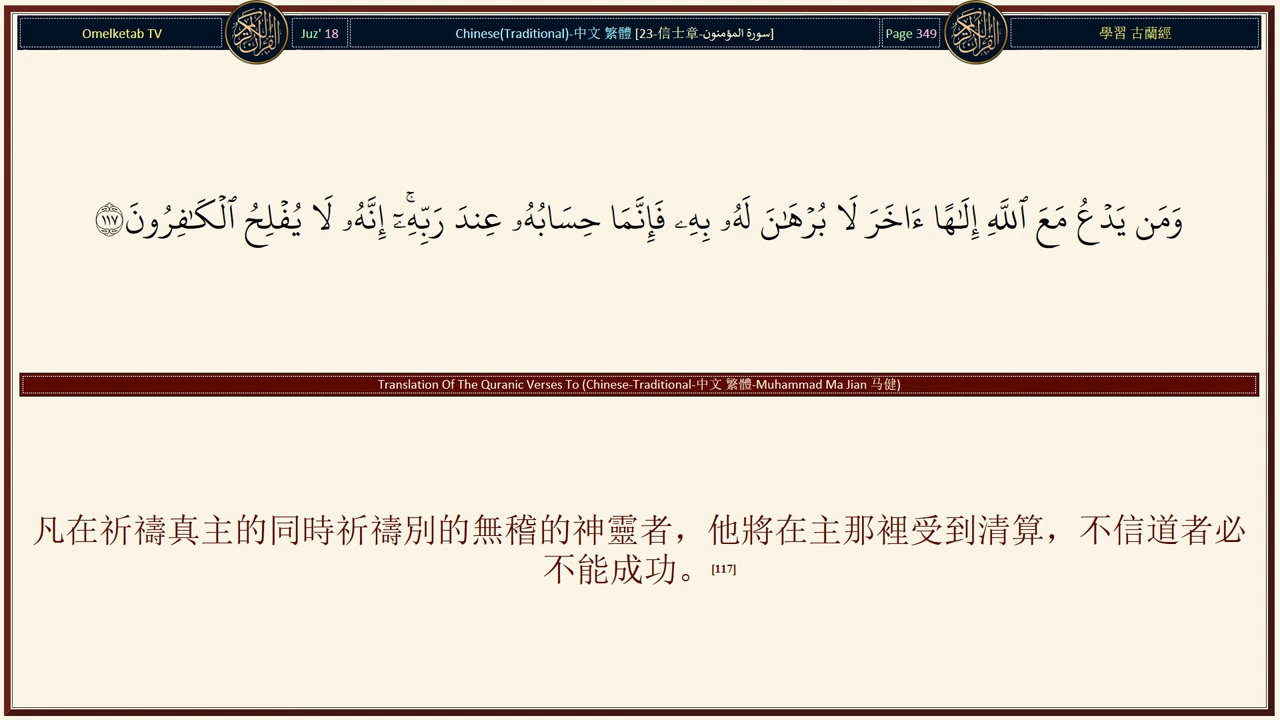 Omelketab TV
Juz' 18
Chinese(Traditional)-中文 繁體 [23-信士章-سورة المؤمنون]
Page 349
學習 古蘭經
وَمَن يَدۡعُ مَعَ ٱللَّهِ إِلَٰهًا ءَاخَرَ لَا بُرۡهَٰنَ لَهُۥ بِهِۦ فَإِنَّمَا حِسَابُهُۥ عِندَ رَبِّهِۦٓۚ إِنَّهُۥ لَا يُفۡلِحُ ٱلۡكَٰفِرُونَ ١١٧
Translation Of The Quranic Verses To (Chinese-Traditional-中文 繁體-Muhammad Ma Jian 马健)
凡在祈禱真主的同時祈禱別的無稽的神靈者，他將在主那裡受到清算，不信道者必
不能成功。[117]